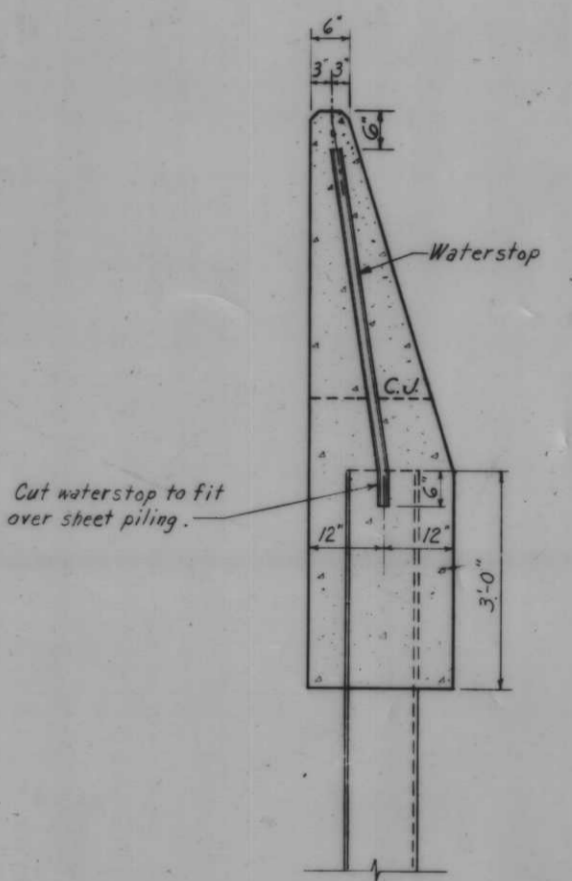 6"
3" 3"
6"
Waterstop
C.J.
Cut waterstop to fit
over sheet piling.
6"
12" 12"
3'-0"